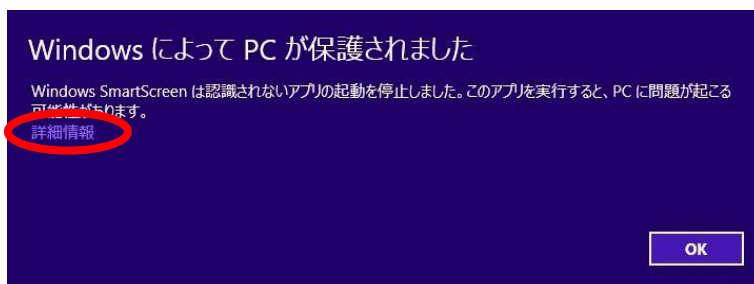 Windows によって PC が保護されました
Windows SmartScreen は認識されないアプリの起動を停止しました。このアプリを実行すると、PC に問題が起こる
可能性があります。
詳細情報
OK